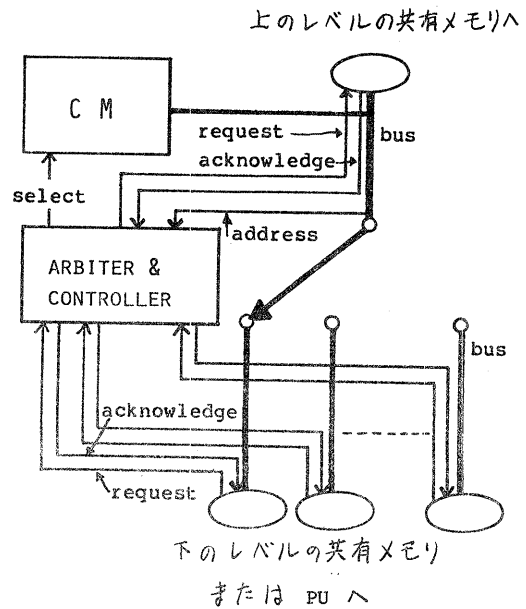 上のレベルの共有メモリへ
CM
request
bus
acknowledge
select
address
ARBITER &
CONTROLLER
bus
acknowledge
request
下のレベルの共有メモリ
または PU へ